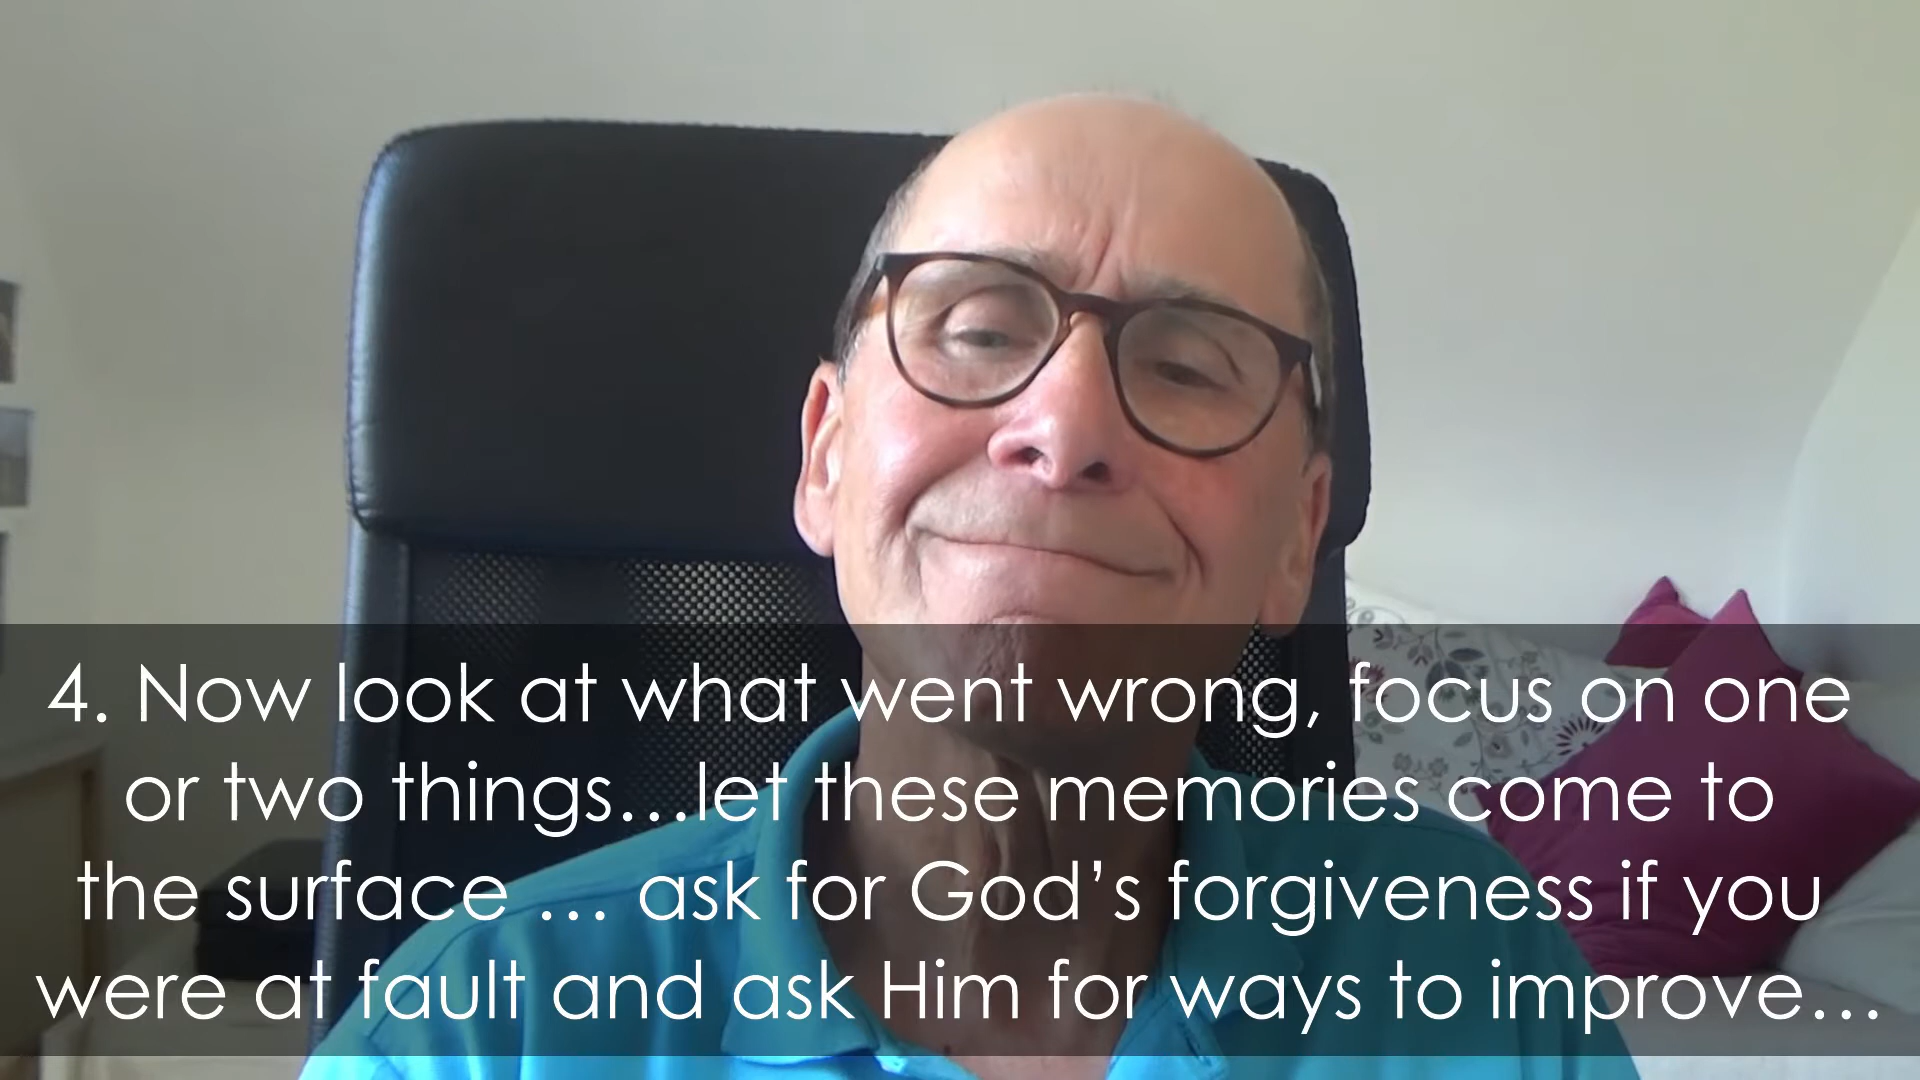 4. Now look at what went wrong, focus on one
or two things...let these memories come to
the surface ... ask for God’s forgiveness if you
were at fault and ask Him for ways to improve...